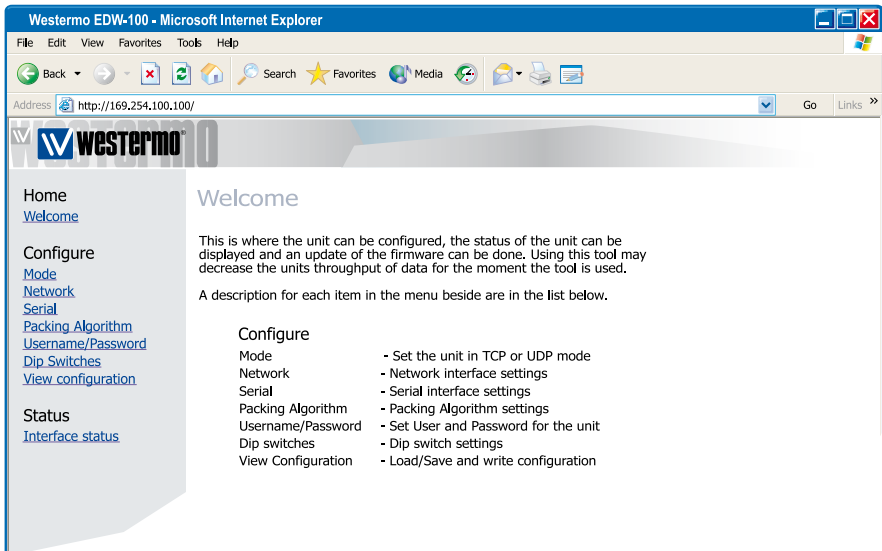 Westermo EDW-100 - Microsoft Internet Explorer
File Edit View Favorites Tools Help
Back Search Favorites Media
Address http://169.254.100.100/ Go Links »
westermo®
Home
Welcome
Configure
Mode
Network
Serial
Packing Algorithm
Username/Password
Dip Switches
View configuration
Status
Interface status
Welcome
This is where the unit can be configured, the status of the unit can be
displayed and an update of the firmware can be done. Using this tool may
decrease the units throughput of data for the moment the tool is used.
A description for each item in the menu beside are in the list below.
Configure
Mode - Set the unit in TCP or UDP mode
Network - Network interface settings
Serial - Serial interface settings
Packing Algorithm - Packing Algorithm settings
Username/Password - Set User and Password for the unit
Dip switches - Dip switch settings
View Configuration - Load/Save and write configuration